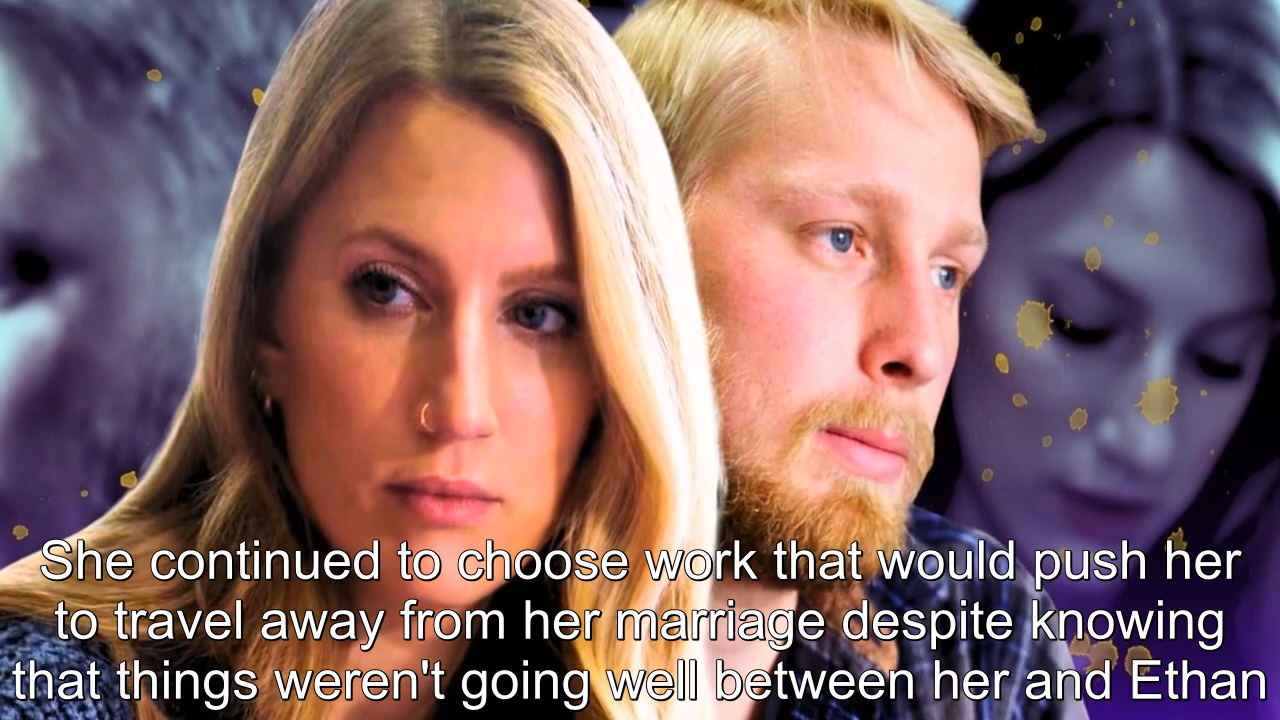 She continued to choose work that would push her
to travel away from her marriage despite knowing
that things weren't going well between her and Ethan